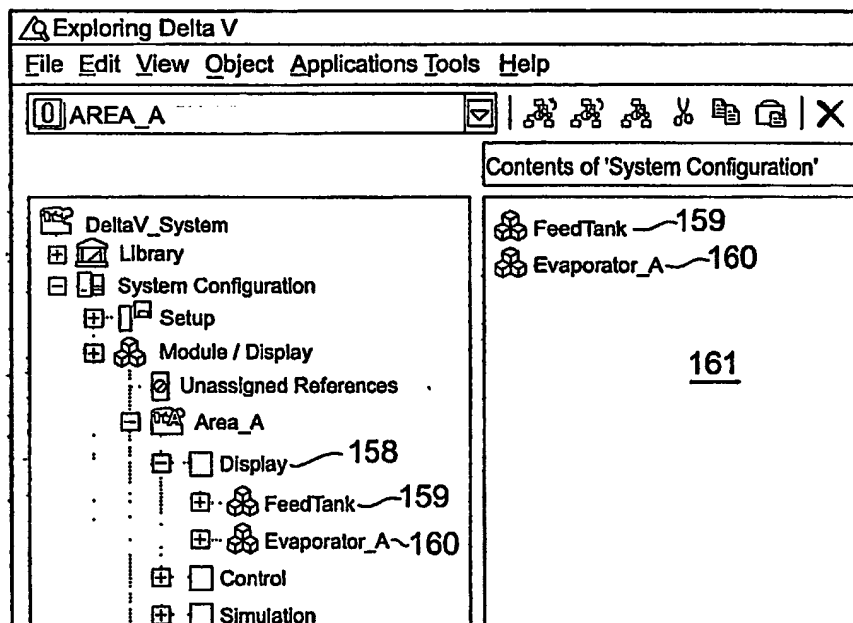 Exploring Delta V
File Edit View Object Applications Tools Help
AREA_A
Contents of 'System Configuration'
DeltaV_System
Library
System Configuration
Setup
Module / Display
Unassigned References
Area_A
Display 158
FeedTank 159
Evaporator_A 160
Control
Simulation
FeedTank 159
Evaporator_A 160
161